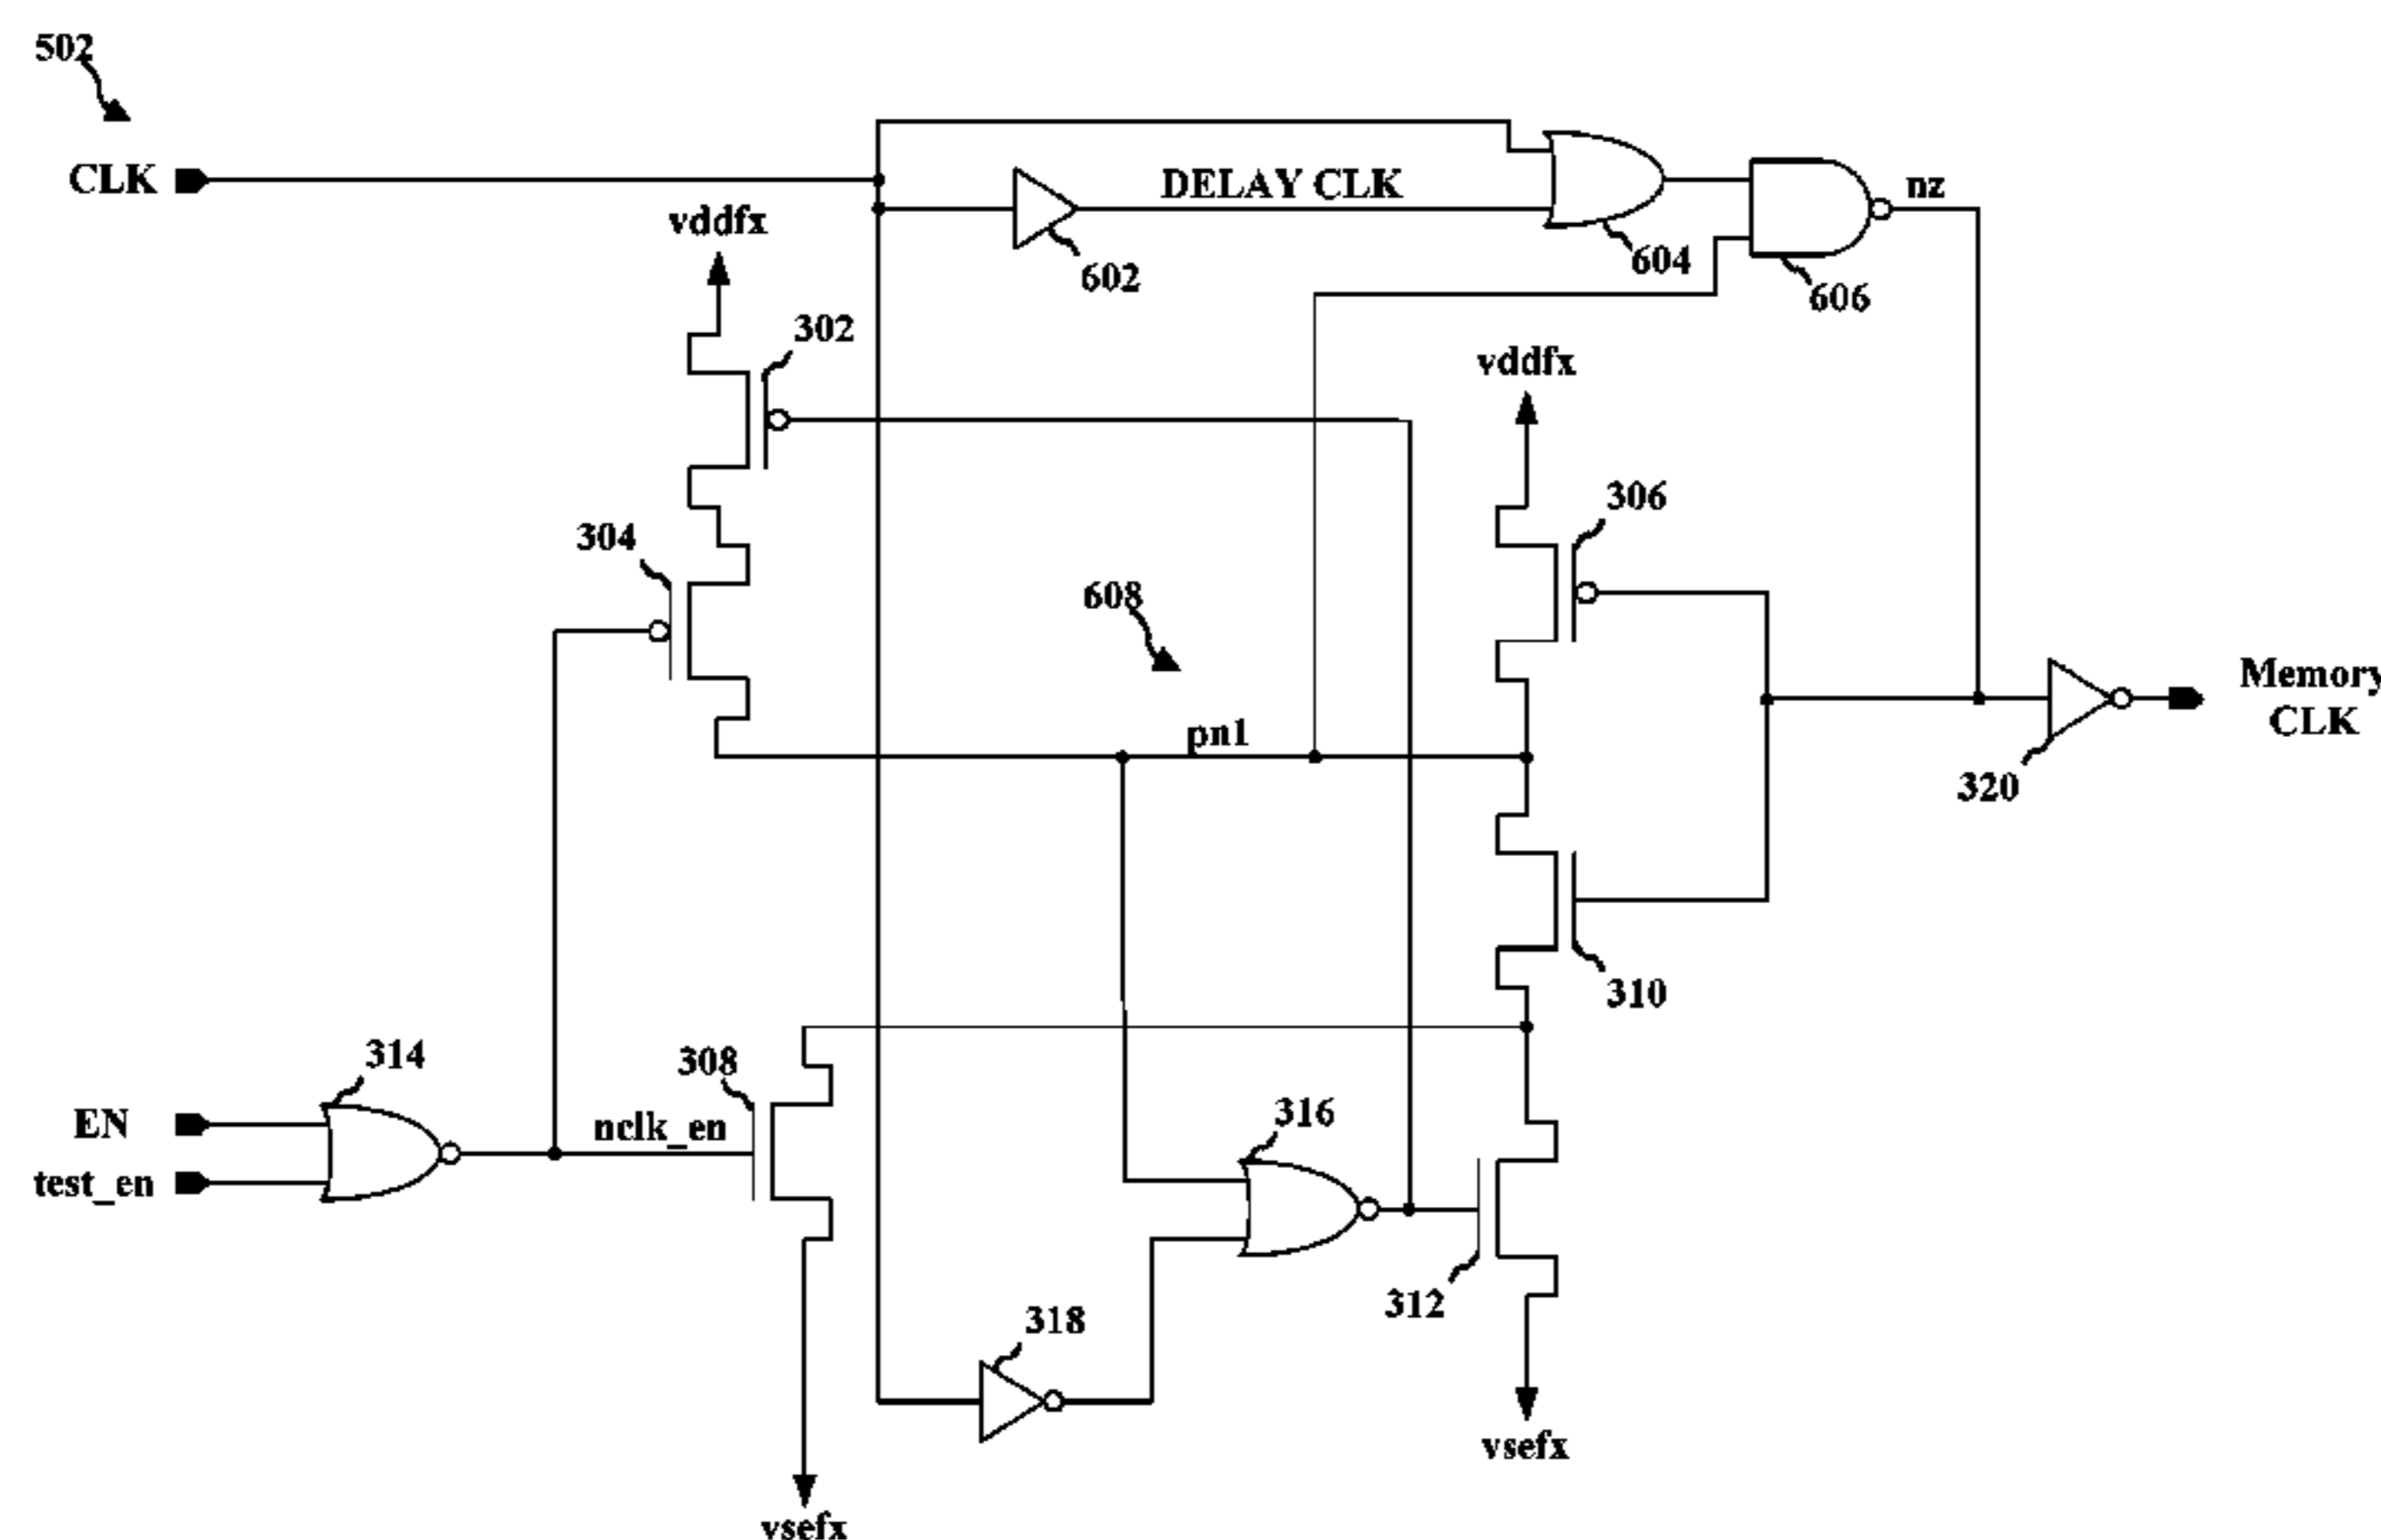 502
CLK
DELAY CLK
nz
vddfx
602
604
606
302
vddfx
306
304
608
pn1
Memory
CLK
320
310
314
308
EN
nclk_en
316
test_en
312
318
vsefx
vsefx